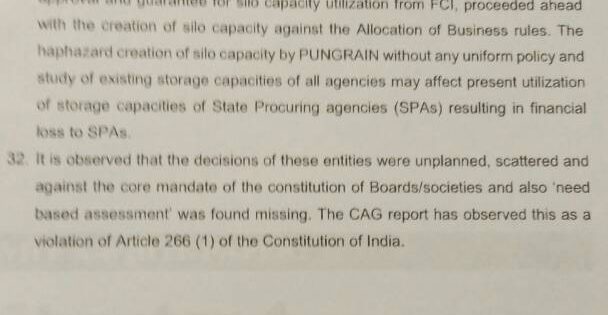 approval and guarantee for silo capacity utilization from FCI, proceeded ahead
with the creation of silo capacity against the Allocation of Business rules. The
haphazard creation of silo capacity by PUNGRAIN without any uniform policy and
study of existing storage capacities of all agencies may affect present utilization
of storage capacities of State Procuring agencies (SPAs) resulting in financial
loss to SPAs.
32. It is observed that the decisions of these entities were unplanned, scattered and
against the core mandate of the constitution of Boards/societies and also 'need
based assessment' was found missing. The CAG report has observed this as a
violation of Article 266 (1) of the Constitution of India.